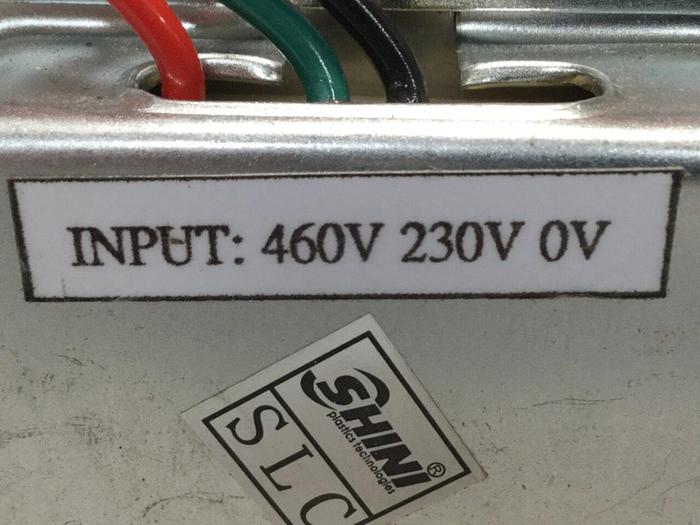 INPUT: 460V 230V 0V
SHINI®
plastics technologies
SLC